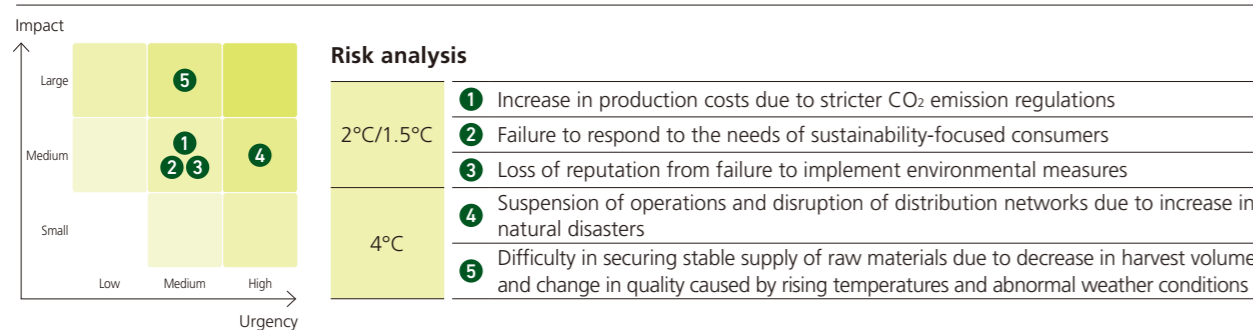 Impact
Large
Medium
Small
5
1
2 3
4
Low Medium High
Urgency
Risk analysis
2°C/1.5°C
1 Increase in production costs due to stricter CO₂ emission regulations
2 Failure to respond to the needs of sustainability-focused consumers
3 Loss of reputation from failure to implement environmental measures
4°C
4 Suspension of operations and disruption of distribution networks due to increase in
natural disasters
5 Difficulty in securing stable supply of raw materials due to decrease in harvest volume
and change in quality caused by rising temperatures and abnormal weather conditions